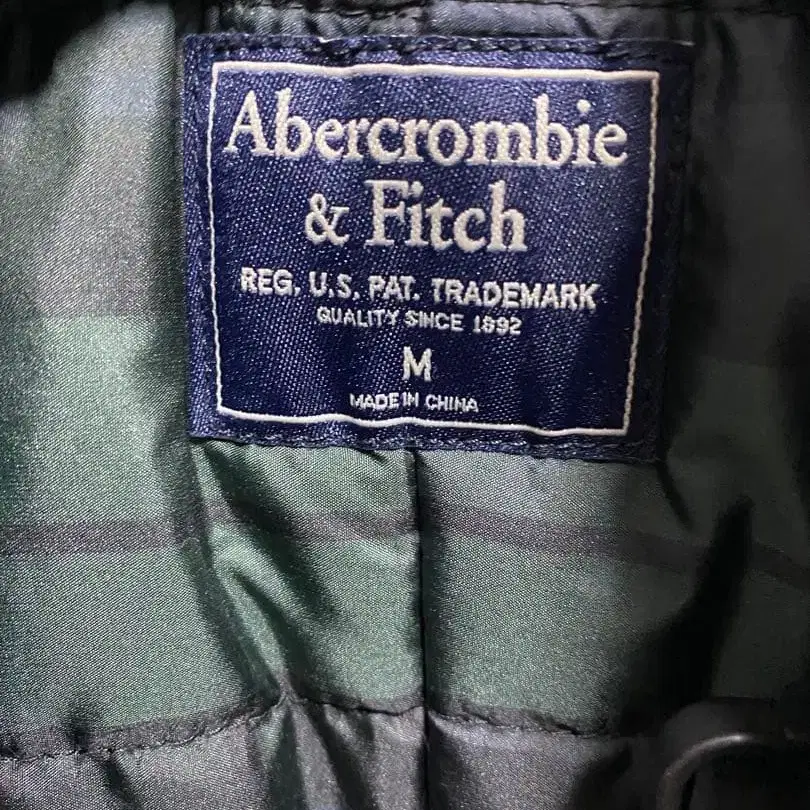 Abercrombie
& Fitch
REG. U.S. PAT. TRADEMARK
QUALITY SINCE 1892
M
MADE IN CHINA